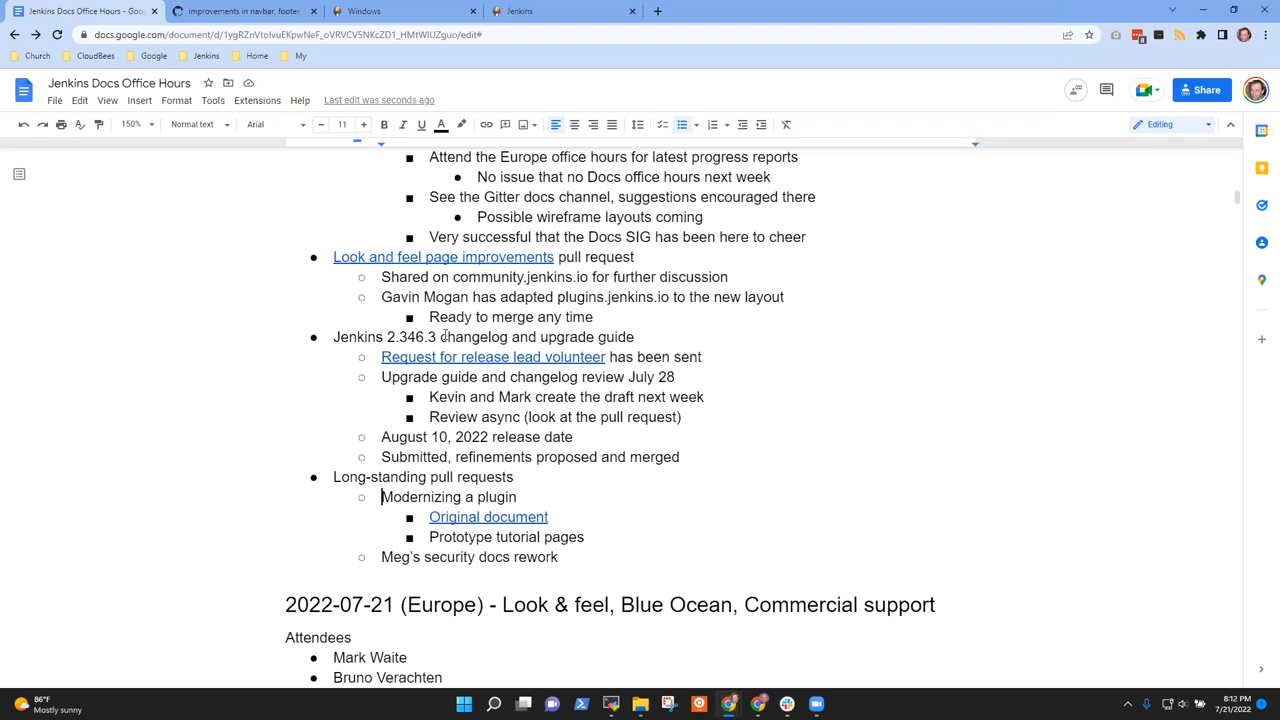 Jenkins Docs Office Hours - Goo
improvements in navbar, footer,
Windows
Jenkins
docs.google.com/document/d/1ygRZnVtoIvuEKpwNeF_oVRVCV5NKcZD1_HMtWIUZguo/edit#
Church
CloudBees
Google
Jenkins
Home
My
Jenkins Docs Office Hours
File Edit View Insert Format Tools Extensions Help Last edit was seconds ago
Share
150% Normal text Arial 11 Editing
Attend the Europe office hours for latest progress reports
No issue that no Docs office hours next week
See the Gitter docs channel, suggestions encouraged there
Possible wireframe layouts coming
Very successful that the Docs SIG has been here to cheer
Look and feel page improvements pull request
Shared on community.jenkins.io for further discussion
Gavin Mogan has adapted plugins.jenkins.io to the new layout
Ready to merge any time
Jenkins 2.346.3 changelog and upgrade guide
Request for release lead volunteer has been sent
Upgrade guide and changelog review July 28
Kevin and Mark create the draft next week
Review async (look at the pull request)
August 10, 2022 release date
Submitted, refinements proposed and merged
Long-standing pull requests
Modernizing a plugin
Original document
Prototype tutorial pages
Meg's security docs rework
2022-07-21 (Europe) - Look & feel, Blue Ocean, Commercial support
Attendees
Mark Waite
Bruno Verachten
86°F
Mostly sunny
8:12 PM
7/21/2022